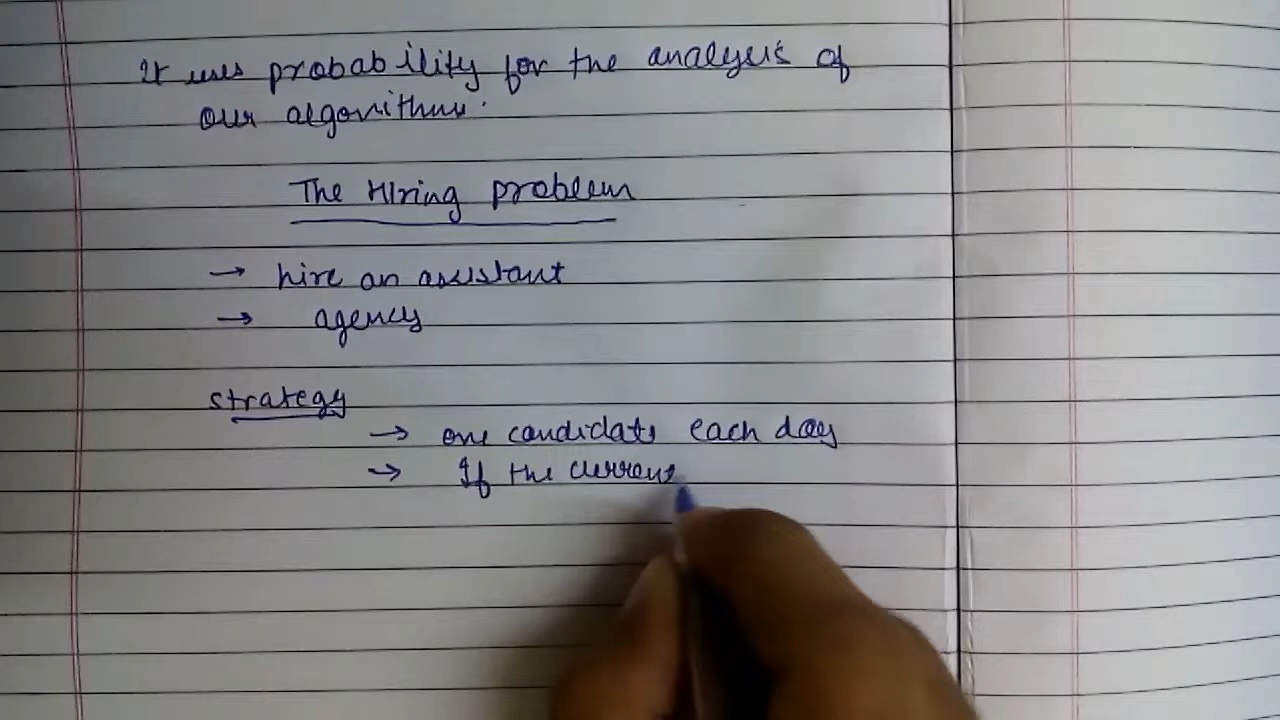 It uses probability for the analysis of
our algorithm.
The Hiring problem
→ hire an assistant
→ agency
strategy
→ one candidate each day
→ If the current